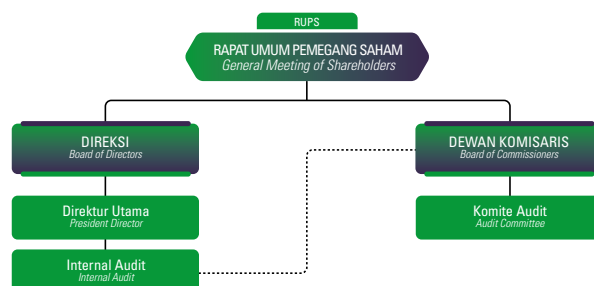 RUPS
RAPAT UMUM PEMEGANG SAHAM
General Meeting of Shareholders
DIREKSI
Board of Directors
DEWAN KOMISARIS
Board of Commissioners
Direktur Utama
President Director
Komite Audit
Audit Committee
Internal Audit
Internal Audit